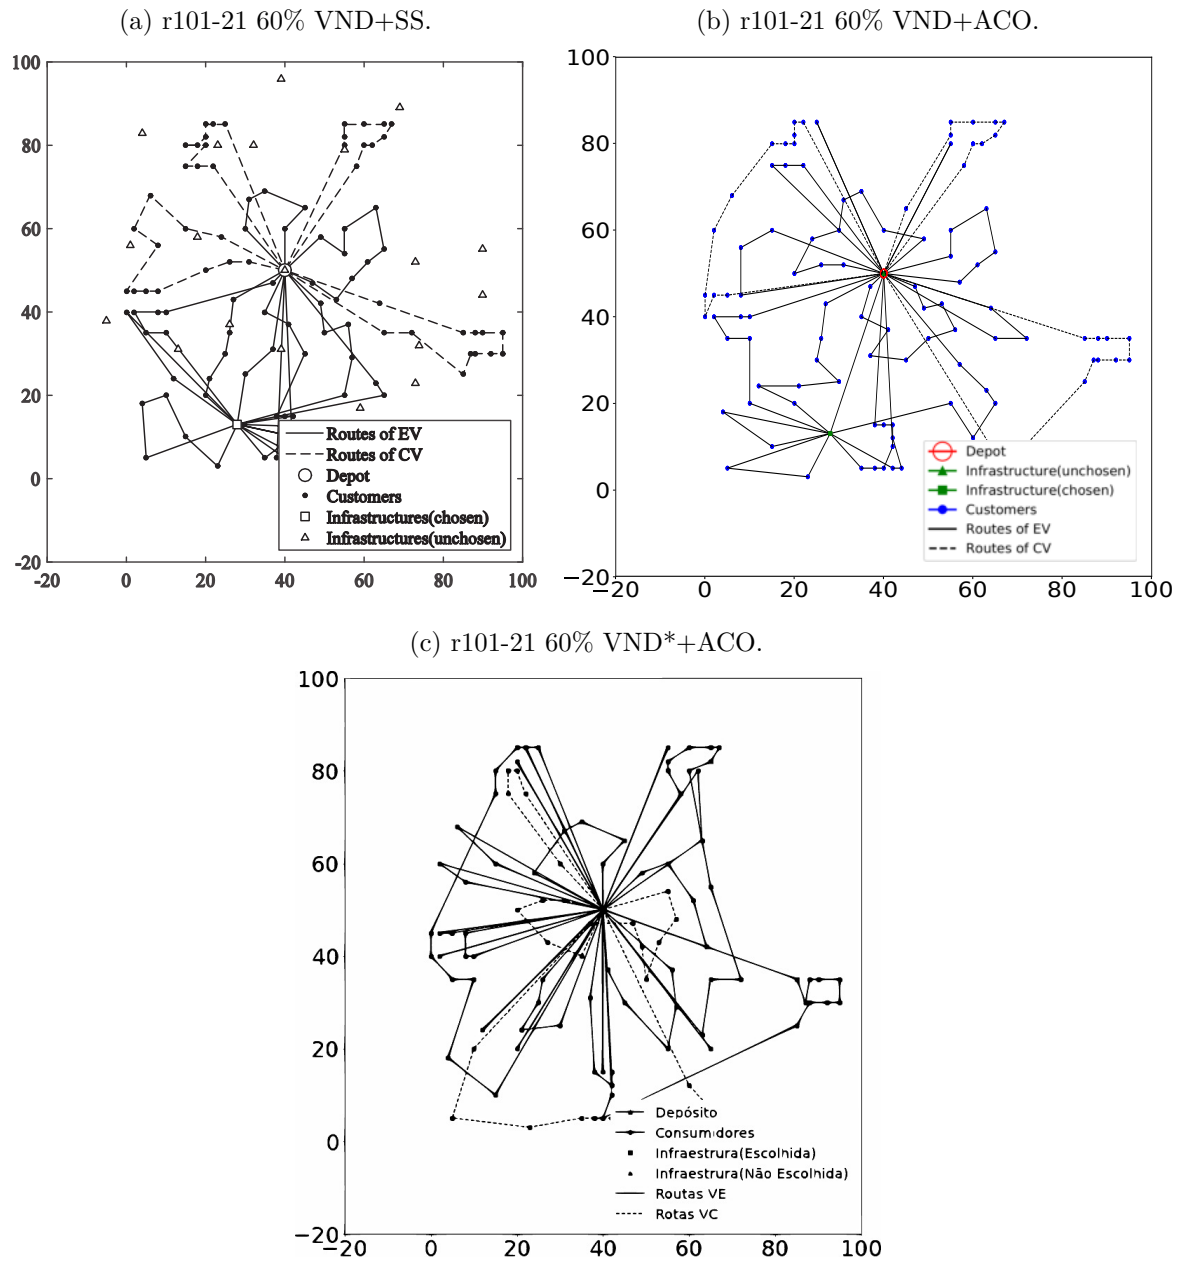 (a) r101-21 60% VND+SS.
100
80
60
40
20
0
-20
-20 0 20 40 60 80 100
Routes of EV
Routes of CV
Depot
Customers
Infrastructures(chosen)
Infrastructures(unchosen)
(b) r101-21 60% VND+ACO.
100
80
60
40
20
0
−20
−20 0 20 40 60 80 100
Depot
Infrastructure(unchosen)
Infrastructure(chosen)
Customers
Routes of EV
Routes of CV
(c) r101-21 60% VND*+ACO.
100
80
60
40
20
0
−20
−20 0 20 40 60 80 100
Depósito
Consumidores
Infraestrura(Escolhida)
Infraestrura(Não Escolhida)
Routas VE
Rotas VC